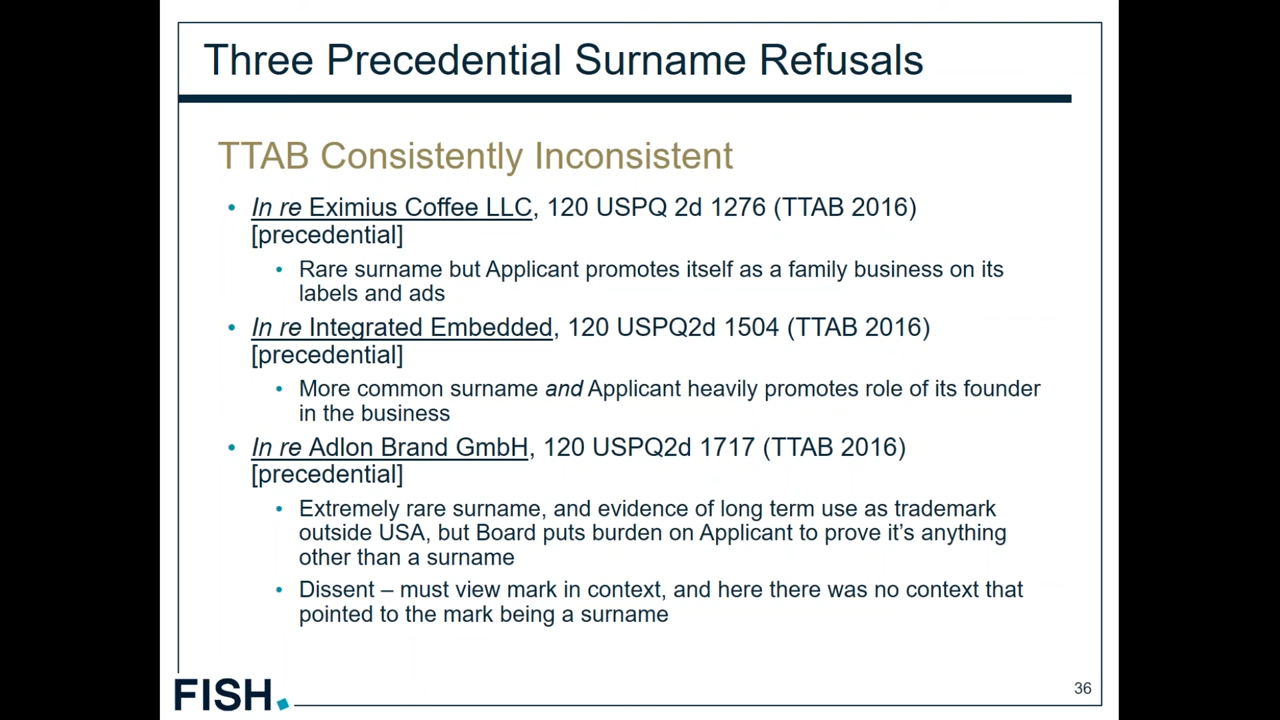 Three Precedential Surname Refusals
TTAB Consistently Inconsistent
• In re Eximius Coffee LLC, 120 USPQ 2d 1276 (TTAB 2016)
[precedential]
• Rare surname but Applicant promotes itself as a family business on its
labels and ads
• In re Integrated Embedded, 120 USPQ2d 1504 (TTAB 2016)
[precedential]
• More common surname and Applicant heavily promotes role of its founder
in the business
• In re Adlon Brand GmbH, 120 USPQ2d 1717 (TTAB 2016)
[precedential]
• Extremely rare surname, and evidence of long term use as trademark
outside USA, but Board puts burden on Applicant to prove it’s anything
other than a surname
• Dissent – must view mark in context, and here there was no context that
pointed to the mark being a surname
FISH.
36